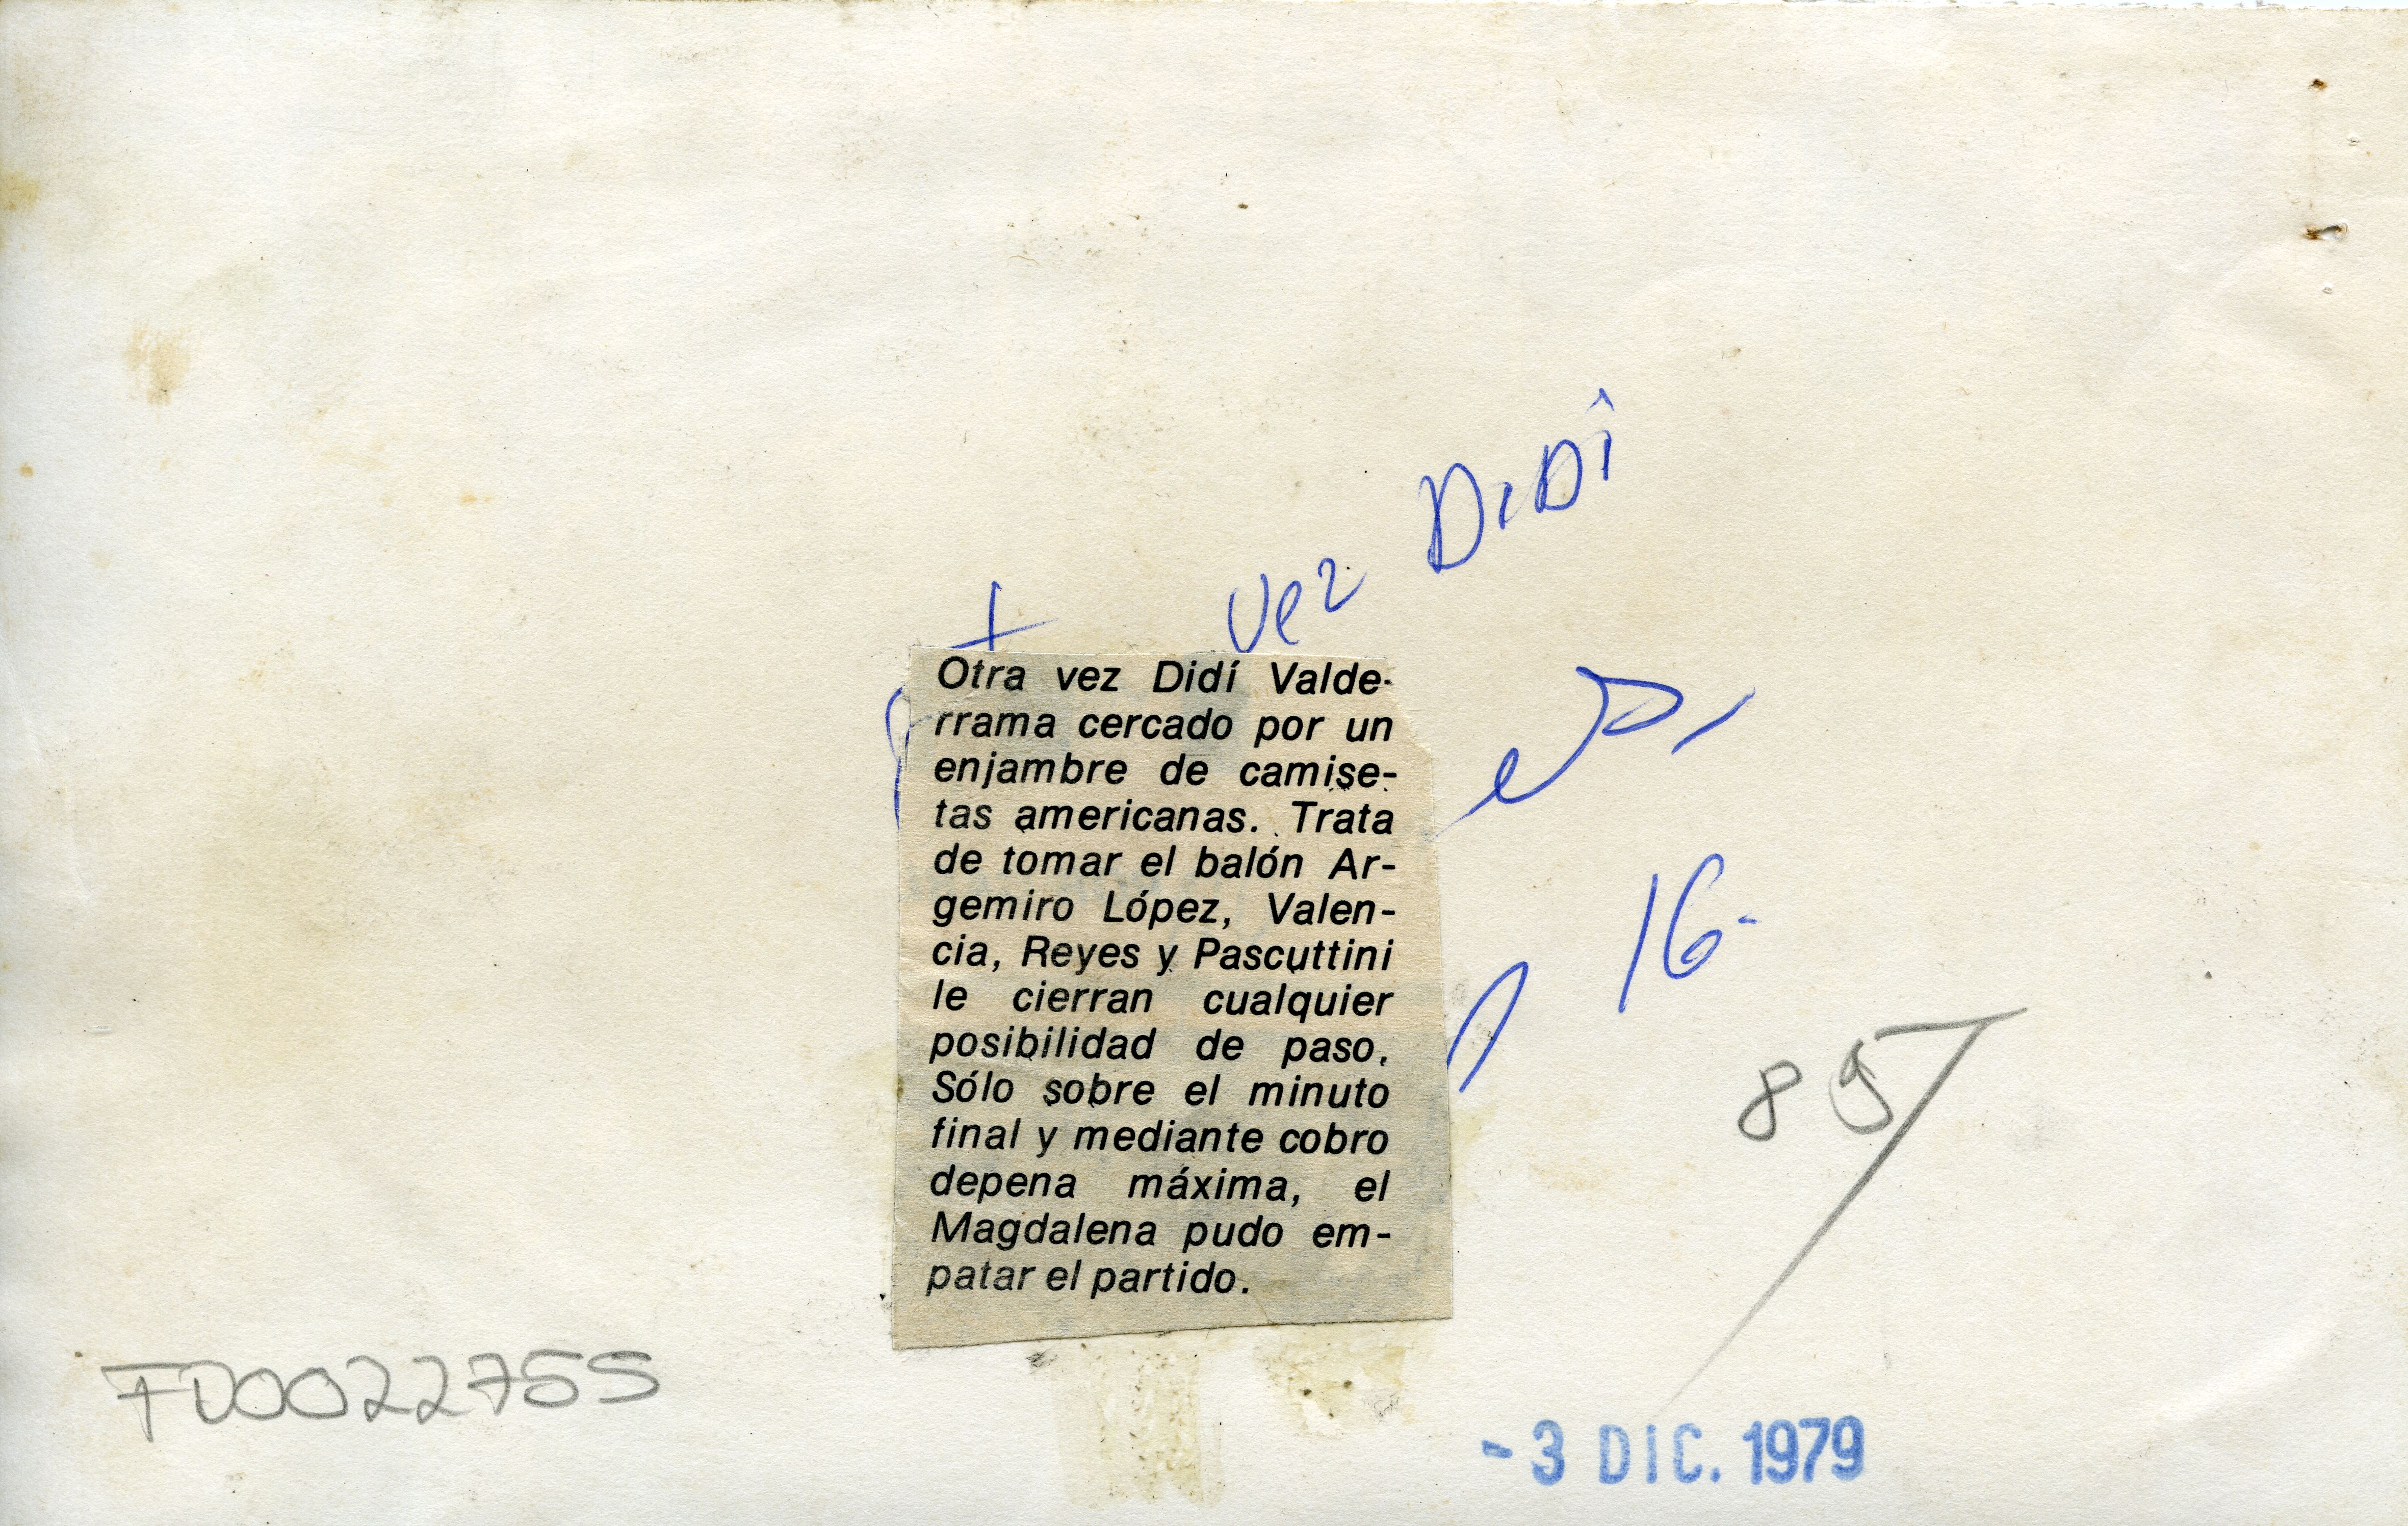 vez DIDÍ
Otra vez Didí Valde-
rrama cercado por un
enjambre de camise-
tas americanas. Trata
de tomar el balón Ar-
gemiro López, Valen-
cia, Reyes y Pascuttini
le cierran cualquier
posibilidad de paso.
Sólo sobre el minuto
final y mediante cobro
depena máxima, el
Magdalena pudo em-
patar el partido.
16-
89
FD0022755
-3 DIC. 1979